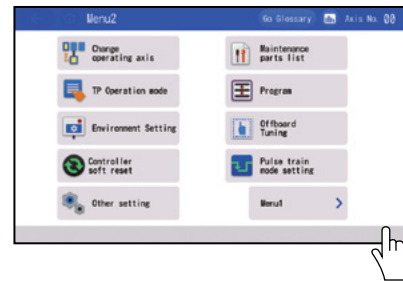 Menu2
Go Glossary
Axis No. 00
Change
operating axis
Maintenance
parts list
TP Operation mode
Program
Environment Setting
Offboard
Tuning
Controller
soft reset
Pulse train
mode setting
Other setting
Menu1